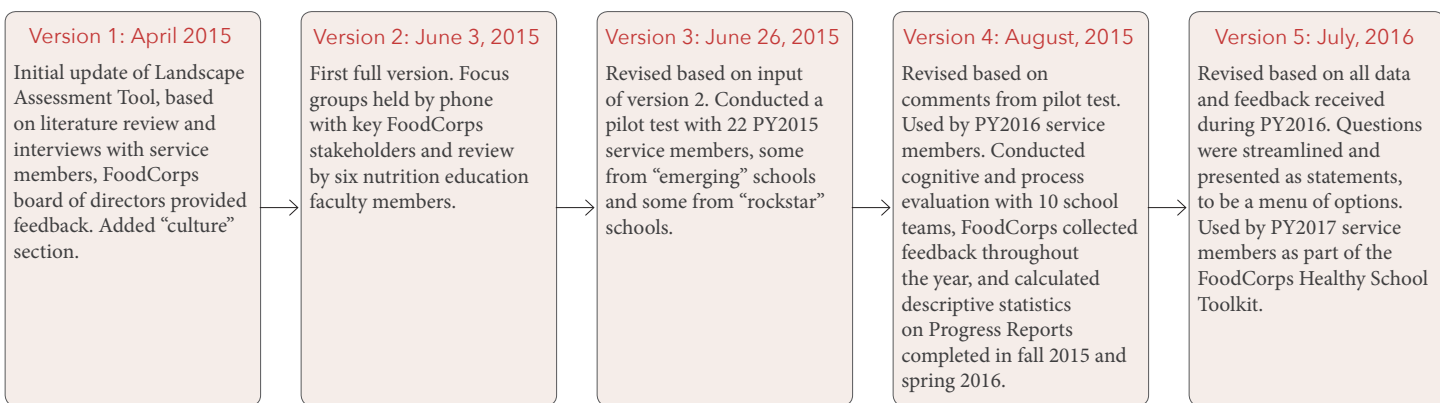 Version 1: April 2015
Initial update of Landscape
Assessment Tool, based
on literature review and
interviews with service
members, FoodCorps
board of directors provided
feedback. Added “culture”
section.
Version 2: June 3, 2015
First full version. Focus
groups held by phone
with key FoodCorps
stakeholders and review
by six nutrition education
faculty members.
Version 3: June 26, 2015
Revised based on input
of version 2. Conducted a
pilot test with 22 PY2015
service members, some
from “emerging” schools
and some from “rockstar”
schools.
Version 4: August, 2015
Revised based on
comments from pilot test.
Used by PY2016 service
members. Conducted
cognitive and process
evaluation with 10 school
teams, FoodCorps collected
feedback throughout
the year, and calculated
descriptive statistics
on Progress Reports
completed in fall 2015 and
spring 2016.
Version 5: July, 2016
Revised based on all data
and feedback received
during PY2016. Questions
were streamlined and
presented as statements,
to be a menu of options.
Used by PY2017 service
members as part of the
FoodCorps Healthy School
Toolkit.